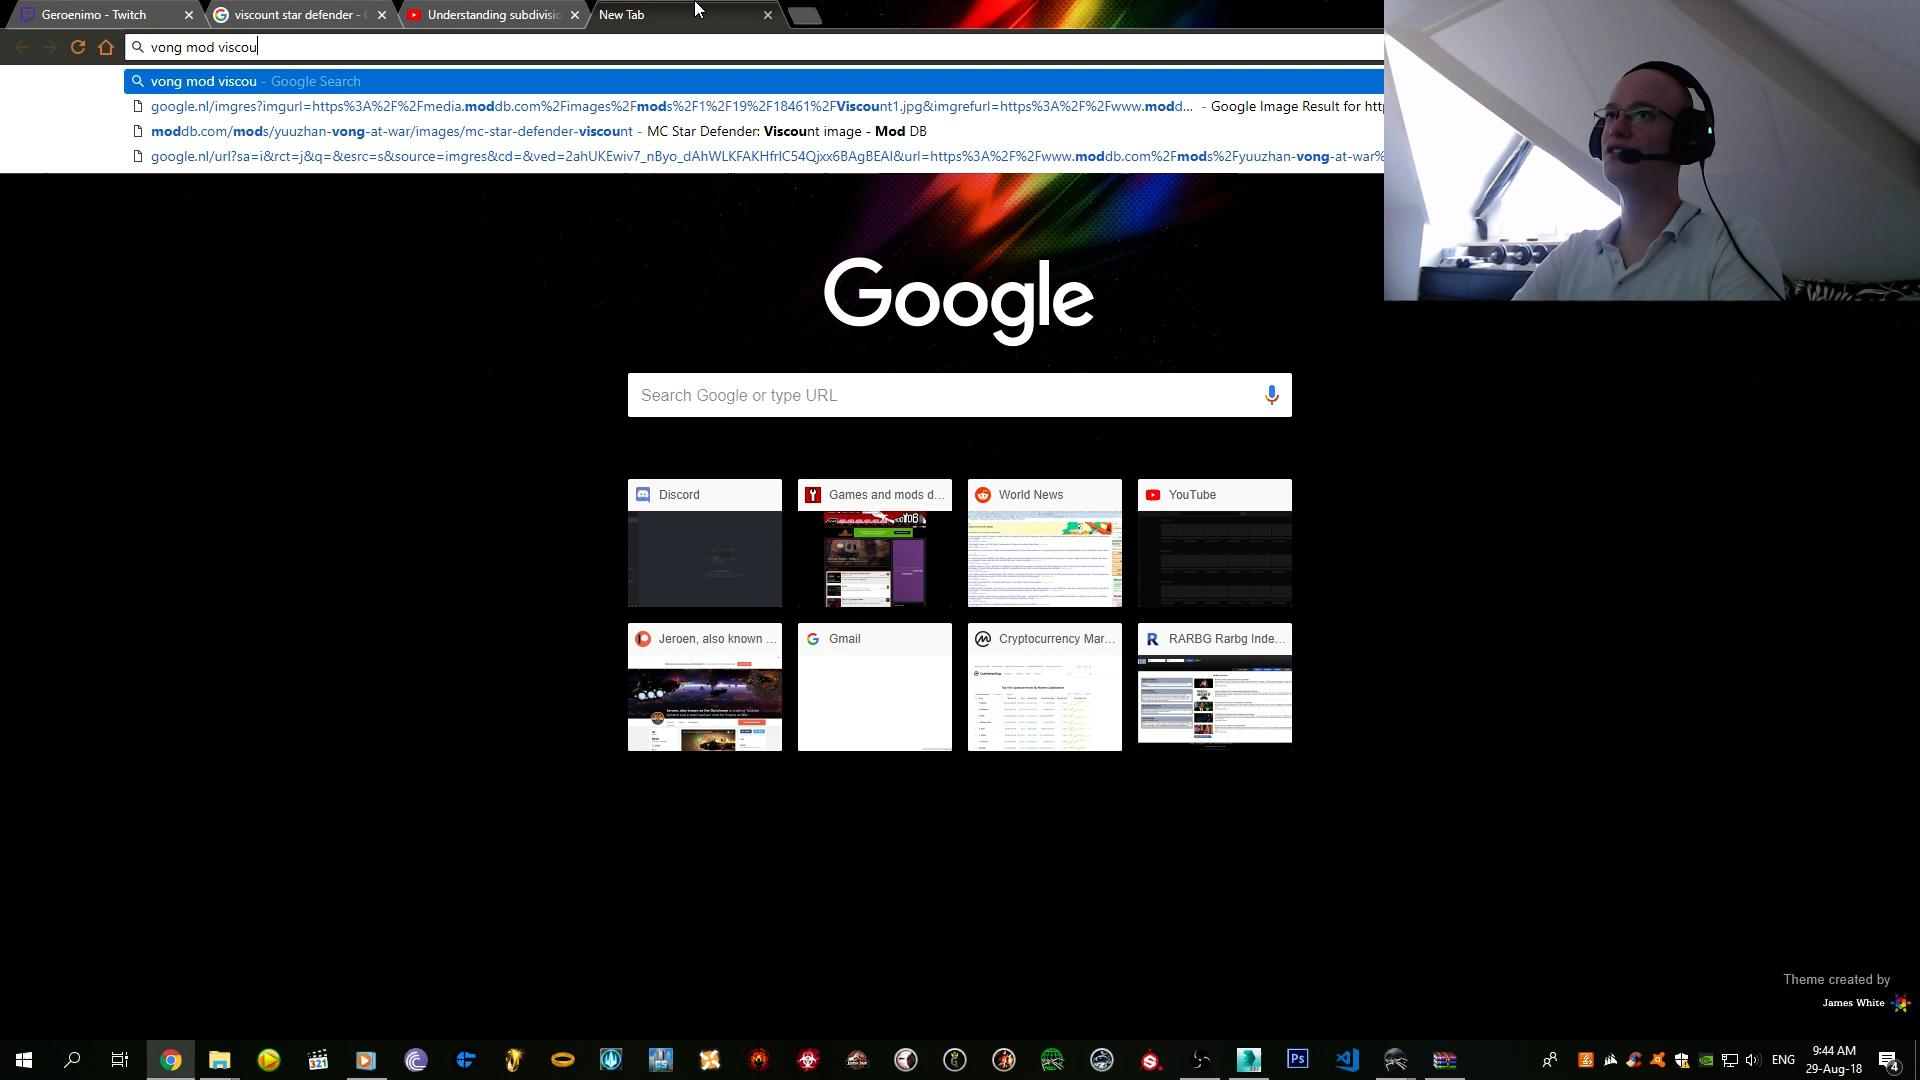 Geroenimo - Twitch
viscount star defender -
Understanding subdivisi
New Tab
vong mod viscou
vong mod viscou - Google Search
google.nl/imgres?imgurl=https%3A%2F%2Fmedia.moddb.com%2Fimages%2Fmods%2F1%2F19%2F18461%2FViscount1.jpg&imgrefurl=https%3A%2F%2Fwww.modd... - Google Image Result for htt
moddb.com/mods/yuuzhan-vong-at-war/images/mc-star-defender-viscount - MC Star Defender: Viscount image - Mod DB
google.nl/url?sa=i&rct=j&q=&esrc=s&source=imgres&cd=&ved=2ahUKEwiv7_nByo_dAhWLKFAKHfrIC54Qjxx6BAgBEAI&url=https%3A%2F%2Fwww.moddb.com%2Fmods%2Fyuuzhan-vong-at-war%
Google
Search Google or type URL
Discord
Games and mods d...
World News
YouTube
Jeroen, also known ...
Gmail
Cryptocurrency Mar...
RARBG Rarbg Inde...
Theme created by
James White
321
Ps
ENG
9:44 AM
29-Aug-18
4